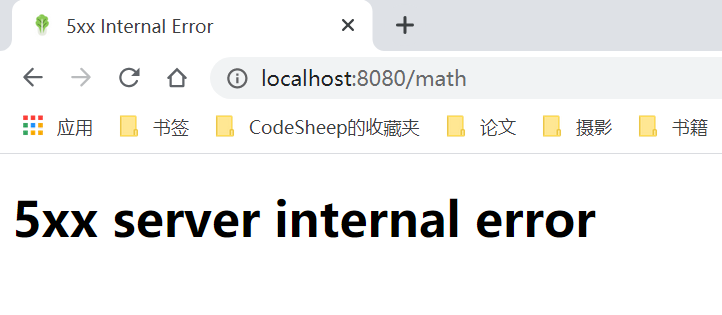 5xx Internal Error
localhost:8080/math
应用 书签 CodeSheep的收藏夹 论文 摄影 书籍
5xx server internal error